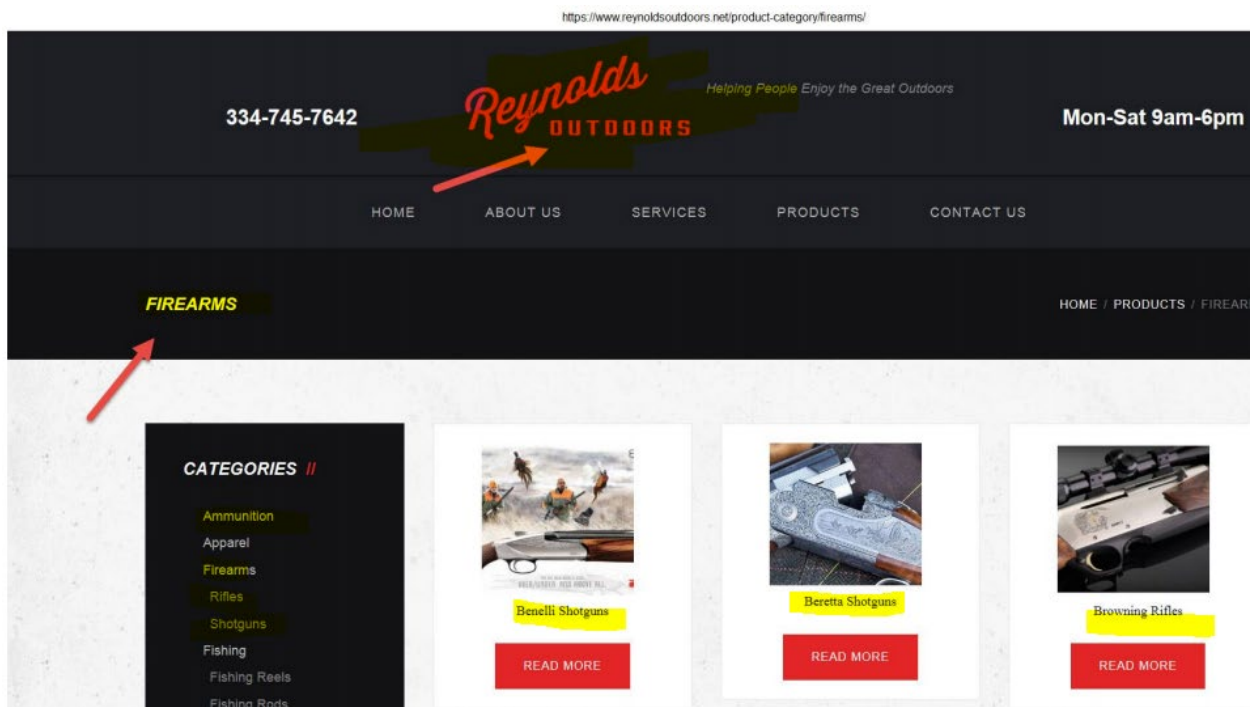 https://www.reynoldsoutdoors.net/product-category/firearms/
334-745-7642
Reynolds
OUTDOORS
Helping People Enjoy the Great Outdoors
Mon-Sat 9am-6pm
HOME ABOUT US SERVICES PRODUCTS CONTACT US
FIREARMS
HOME / PRODUCTS / FIREAR
CATEGORIES //
Ammunition
Apparel
Firearms
Rifles
Shotguns
Fishing
Fishing Reels
Fishing Rods
Benelli Shotguns
READ MORE
Beretta Shotguns
READ MORE
Browning Rifles
READ MORE